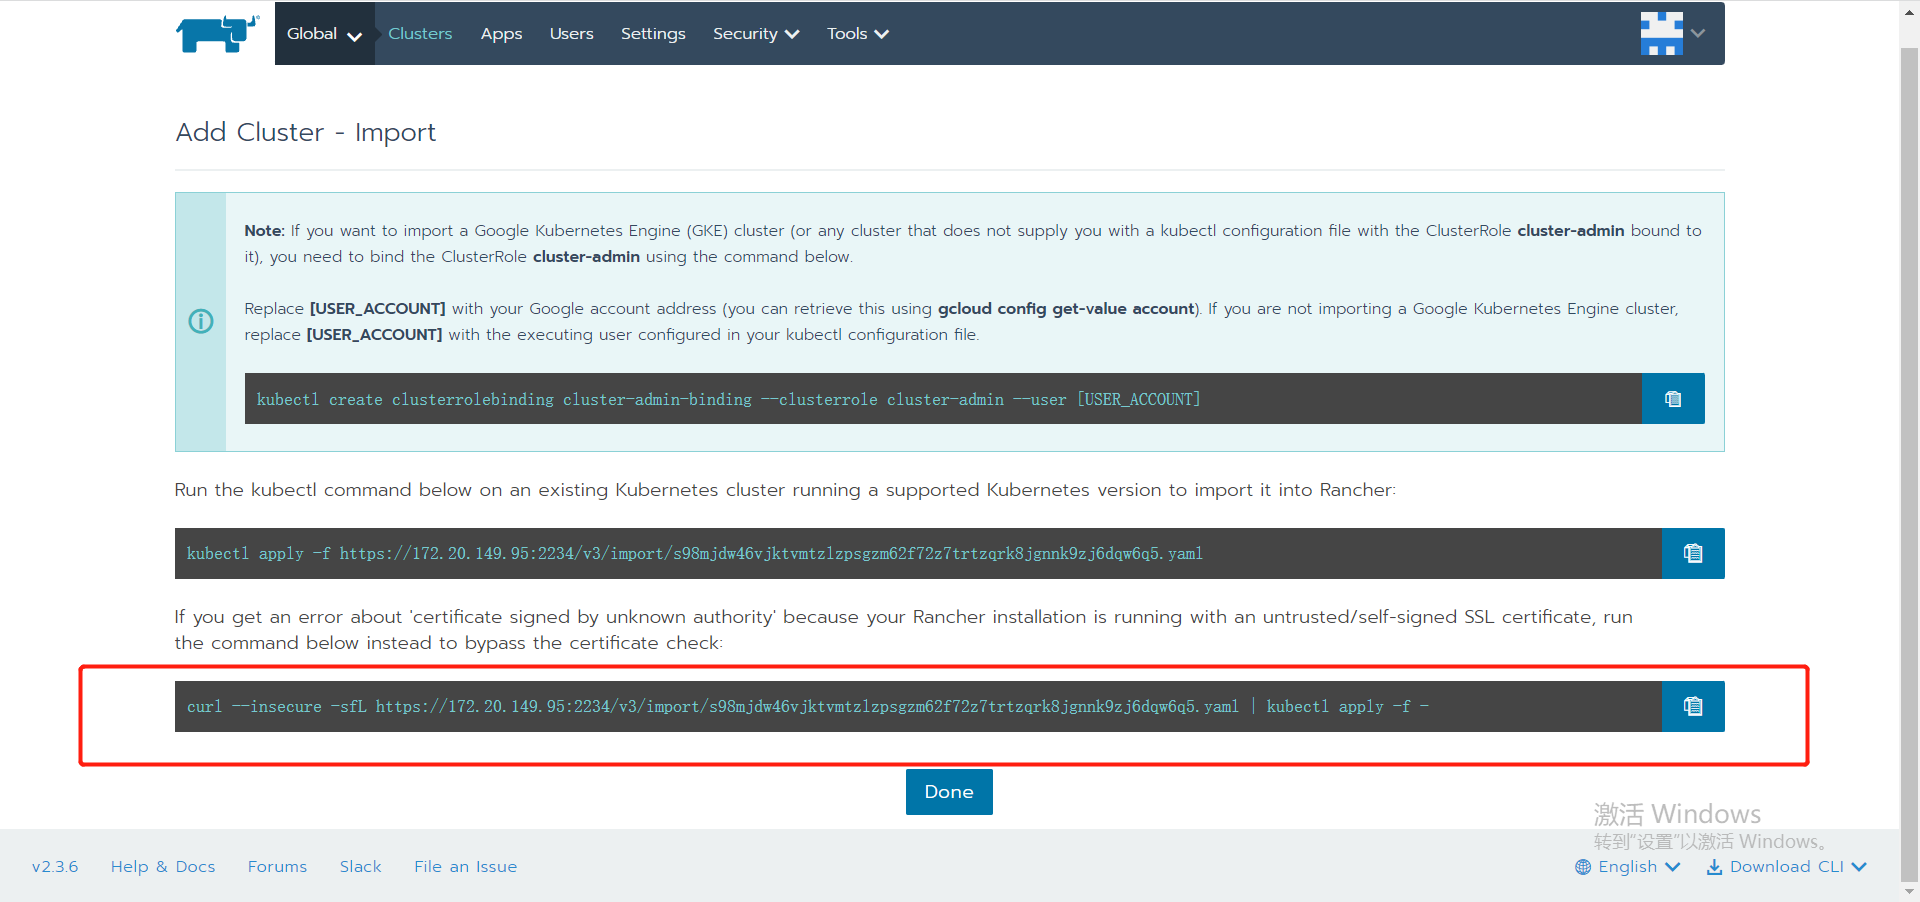 Global Clusters Apps Users Settings Security Tools
Add Cluster - Import
Note: If you want to import a Google Kubernetes Engine (GKE) cluster (or any cluster that does not supply you with a kubectl configuration file with the ClusterRole cluster-admin bound to
it), you need to bind the ClusterRole cluster-admin using the command below.
Replace [USER_ACCOUNT] with your Google account address (you can retrieve this using gcloud config get-value account). If you are not importing a Google Kubernetes Engine cluster,
replace [USER_ACCOUNT] with the executing user configured in your kubectl configuration file.
kubectl create clusterrolebinding cluster-admin-binding --clusterrole cluster-admin --user [USER_ACCOUNT]
Run the kubectl command below on an existing Kubernetes cluster running a supported Kubernetes version to import it into Rancher:
kubectl apply -f https://172.20.149.95:2234/v3/import/s98mjdw46vjktvmtzlzpsgzm62f72z7trtzqrk8jgnnk9zj6dqw6q5.yaml
If you get an error about 'certificate signed by unknown authority' because your Rancher installation is running with an untrusted/self-signed SSL certificate, run
the command below instead to bypass the certificate check:
curl --insecure -sfL https://172.20.149.95:2234/v3/import/s98mjdw46vjktvmtzlzpsgzm62f72z7trtzqrk8jgnnk9zj6dqw6q5.yaml | kubectl apply -f -
Done
激活 Windows
转到“设置”以激活 Windows。
v2.3.6 Help & Docs Forums Slack File an Issue English Download CLI